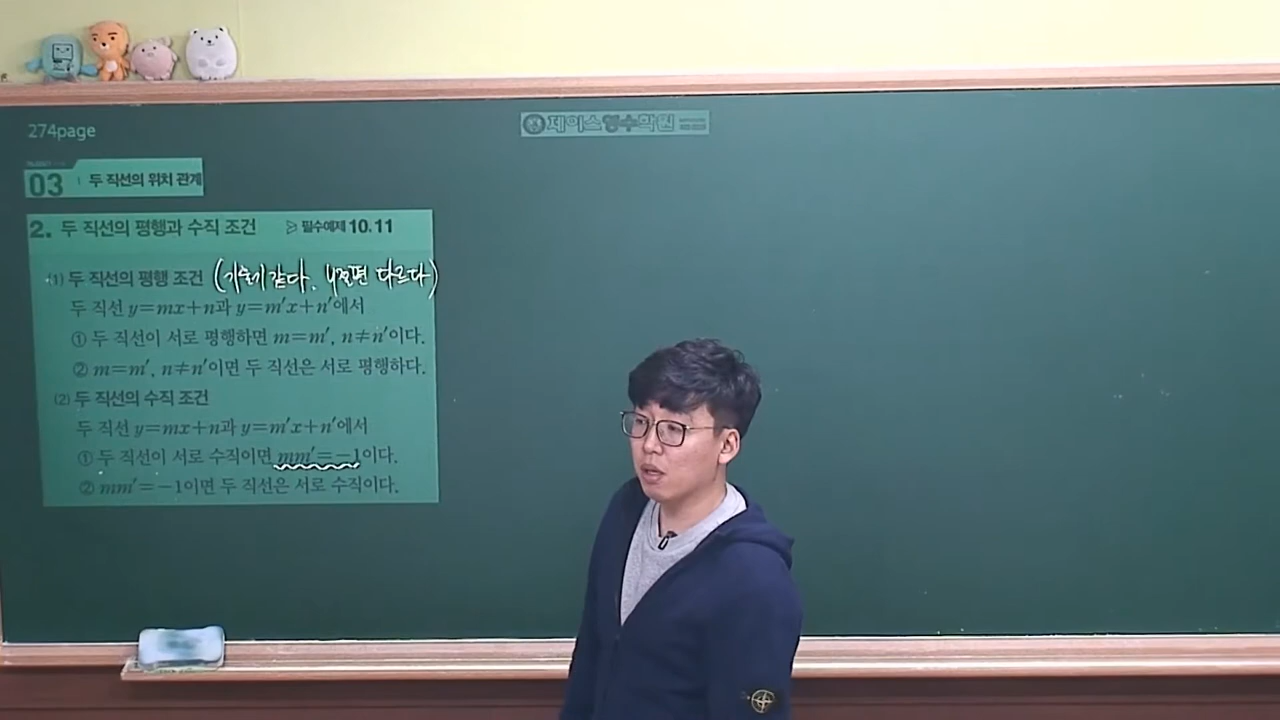 274page
제이스영수학원
03 두 직선의 위치 관계
2. 두 직선의 평행과 수직 조건 ▷ 필수예제 10.11
(1) 두 직선의 평행 조건 (기울기 같다, y절편 다르다)
두 직선 y=mx+n과 y=m′x+n′에서
① 두 직선이 서로 평행하면 m=m′, n≠n′이다.
② m=m′, n≠n′이면 두 직선은 서로 평행하다.
(2) 두 직선의 수직 조건
두 직선 y=mx+n과 y=m′x+n′에서
① 두 직선이 서로 수직이면 mm′=-1이다.
② mm′=-1이면 두 직선은 서로 수직이다.